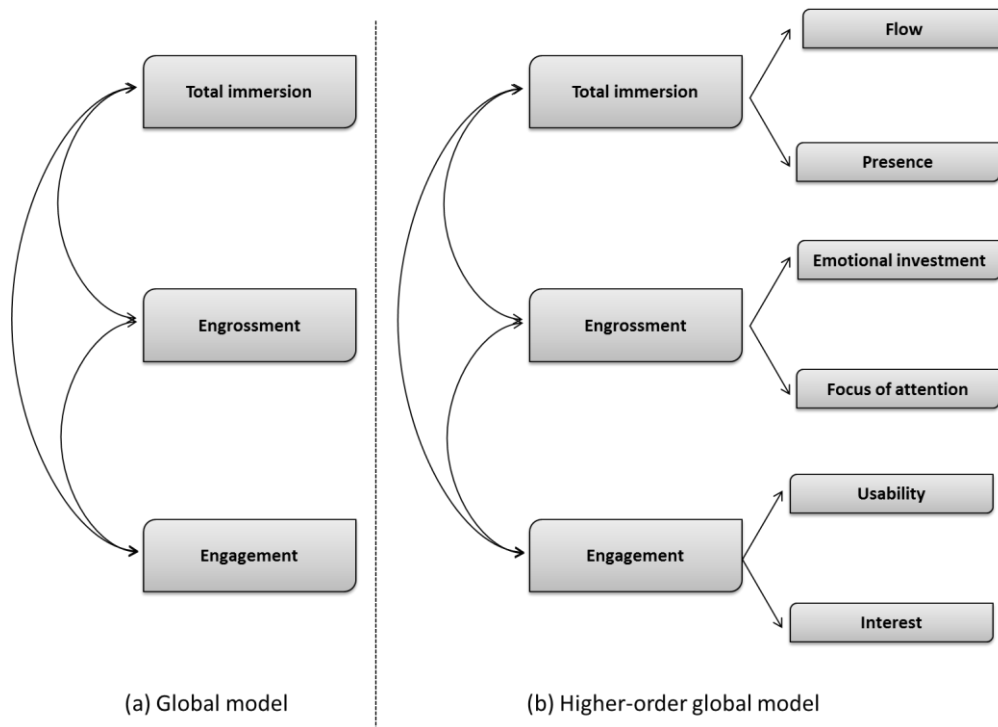 Total immersion
Engrossment
Engagement
(a) Global model
Total immersion
Flow
Presence
Engrossment
Emotional investment
Focus of attention
Engagement
Usability
Interest
(b) Higher-order global model